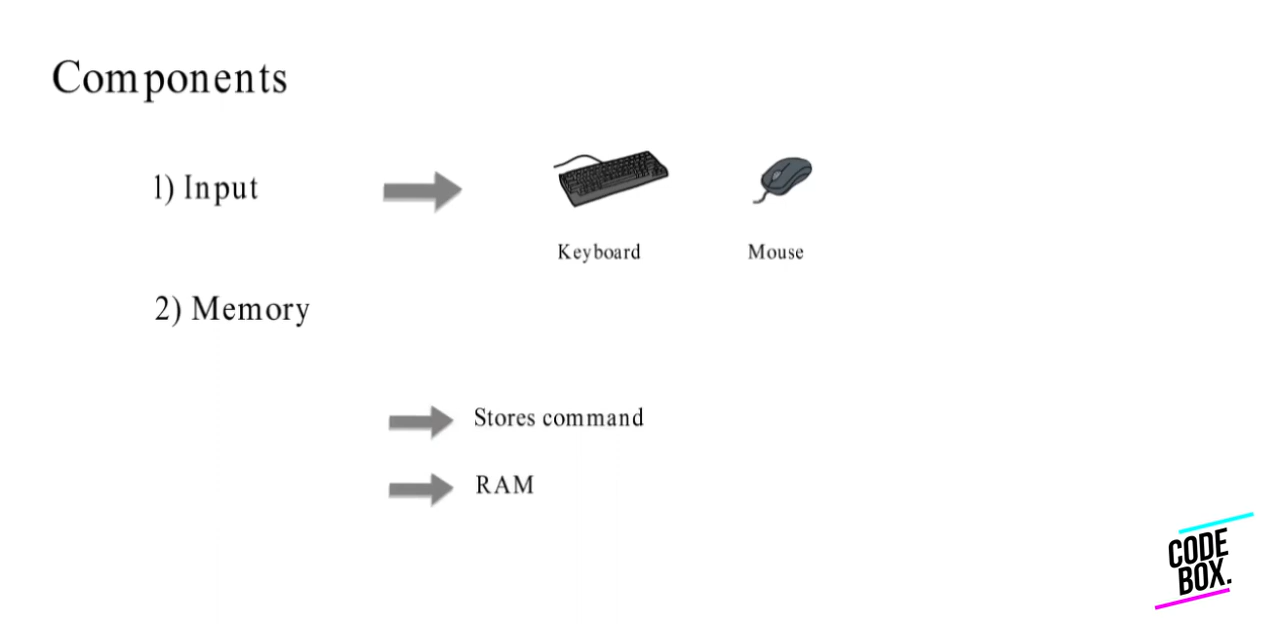 Components
1) Input
Keyboard Mouse
2) Memory
Stores command
RAM
CODE
BOX.